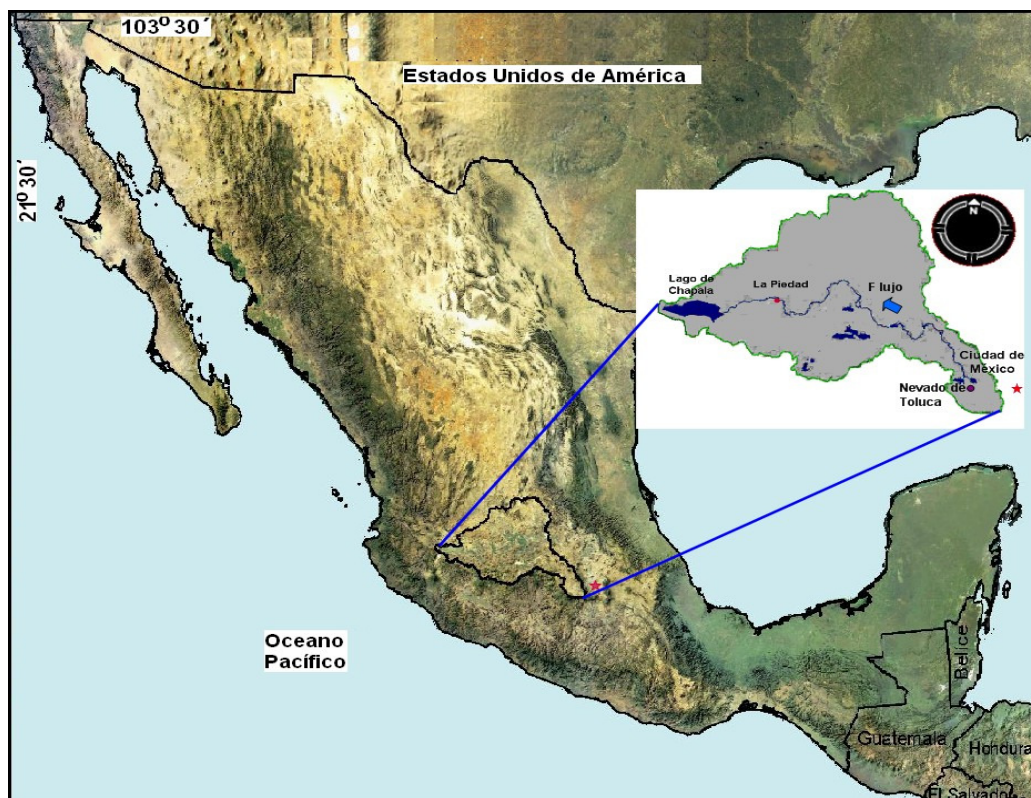 103º 30´
Estados Unidos de América
21º 30´
N
Lago de
Chapala
La Piedad
F lujo
Ciudad de
México
Nevado de
Toluca
Oceano
Pacífico
Belice
Guatemala
Hondura
El Salvador